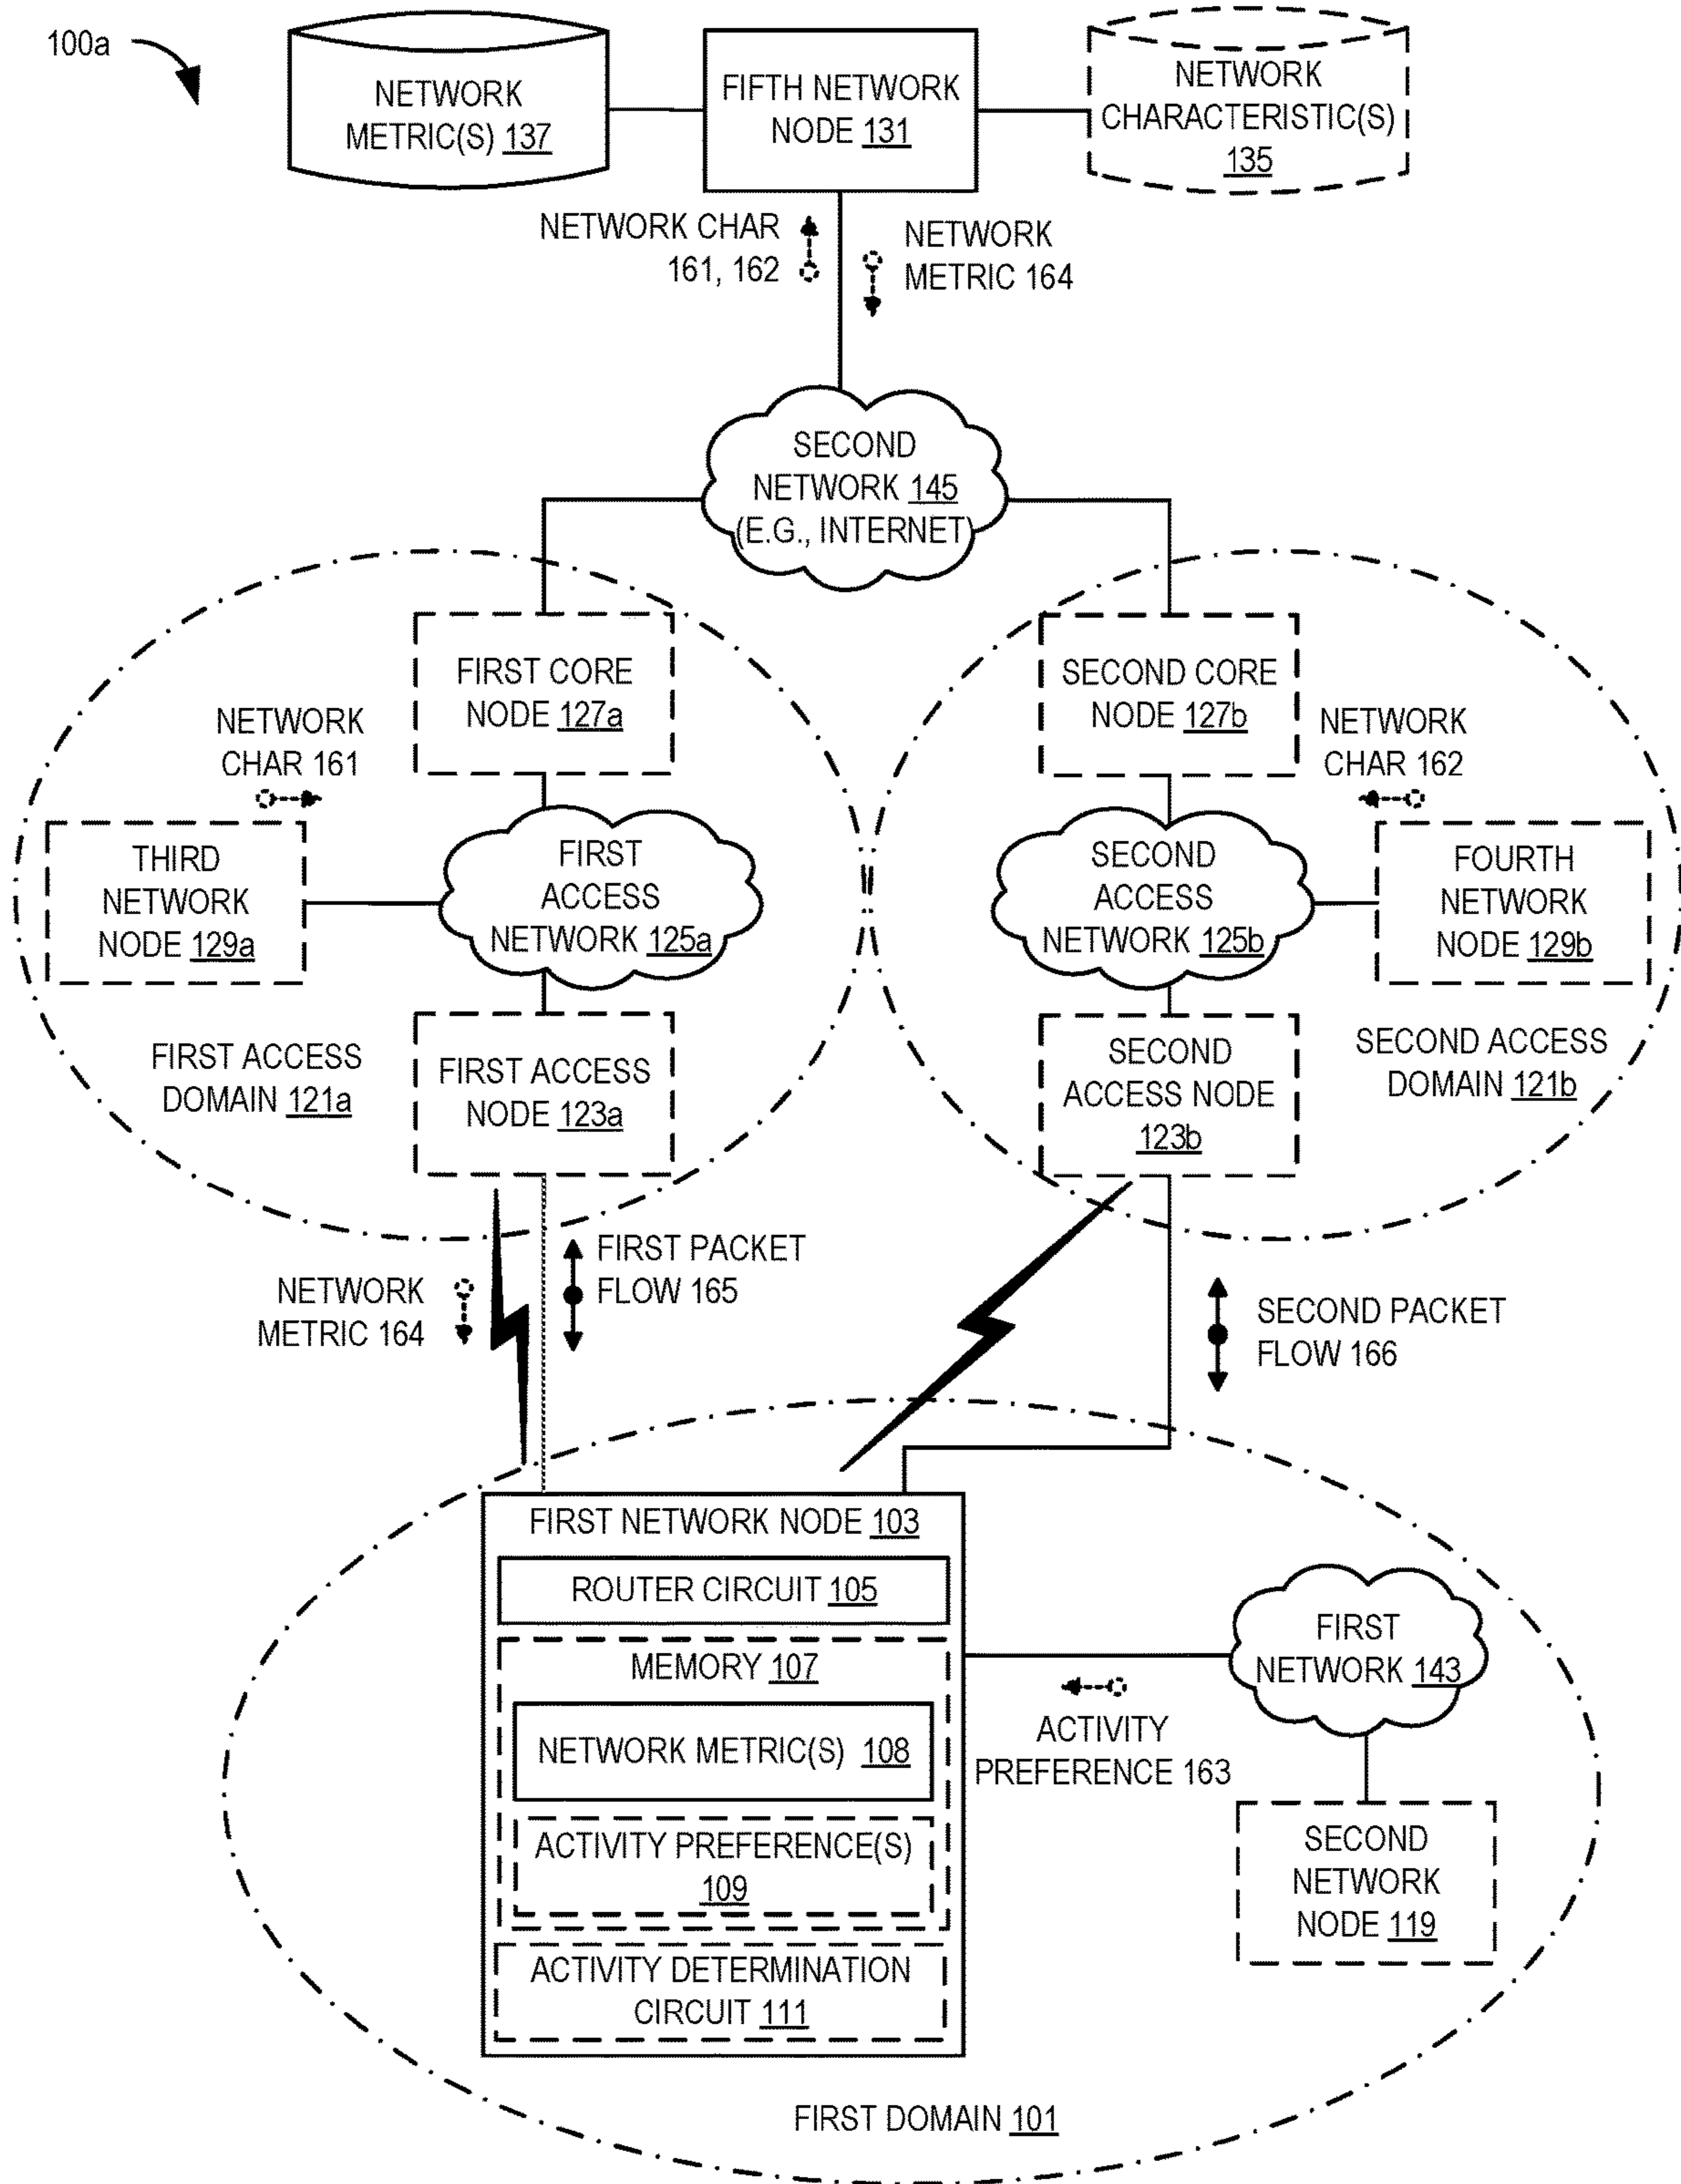 100a
NETWORK
METRIC(S) 137
FIFTH NETWORK
NODE 131
NETWORK
CHARACTERISTIC(S)
135
NETWORK CHAR
161, 162
NETWORK
METRIC 164
SECOND
NETWORK 145
(E.G., INTERNET)
FIRST CORE
NODE 127a
SECOND CORE
NODE 127b
NETWORK
CHAR 161
NETWORK
CHAR 162
THIRD
NETWORK
NODE 129a
FIRST
ACCESS
NETWORK 125a
SECOND
ACCESS
NETWORK 125b
FOURTH
NETWORK
NODE 129b
FIRST ACCESS
DOMAIN 121a
FIRST ACCESS
NODE 123a
SECOND
ACCESS NODE
123b
SECOND ACCESS
DOMAIN 121b
NETWORK
METRIC 164
FIRST PACKET
FLOW 165
SECOND PACKET
FLOW 166
FIRST NETWORK NODE 103
ROUTER CIRCUIT 105
MEMORY 107
NETWORK METRIC(S) 108
ACTIVITY PREFERENCE(S)
109
ACTIVITY DETERMINATION
CIRCUIT 111
ACTIVITY
PREFERENCE 163
FIRST
NETWORK 143
SECOND
NETWORK
NODE 119
FIRST DOMAIN 101